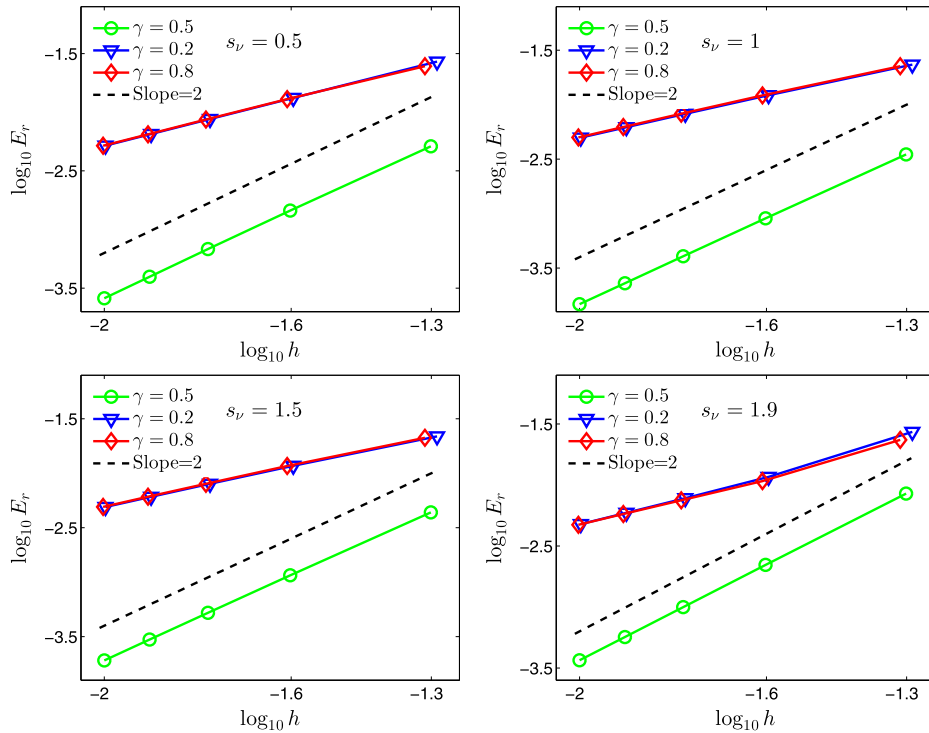 γ = 0.5
γ = 0.2
γ = 0.8
Slope=2
s_ν = 0.5
-1.5
-2.5
-3.5
log₁₀ E_r
-2
-1.6
-1.3
log₁₀ h
γ = 0.5
γ = 0.2
γ = 0.8
Slope=2
s_ν = 1
-1.5
-2.5
-3.5
log₁₀ E_r
-2
-1.6
-1.3
log₁₀ h
γ = 0.5
γ = 0.2
γ = 0.8
Slope=2
s_ν = 1.5
-1.5
-2.5
-3.5
log₁₀ E_r
-2
-1.6
-1.3
log₁₀ h
γ = 0.5
γ = 0.2
γ = 0.8
Slope=2
s_ν = 1.9
-1.5
-2.5
-3.5
log₁₀ E_r
-2
-1.6
-1.3
log₁₀ h